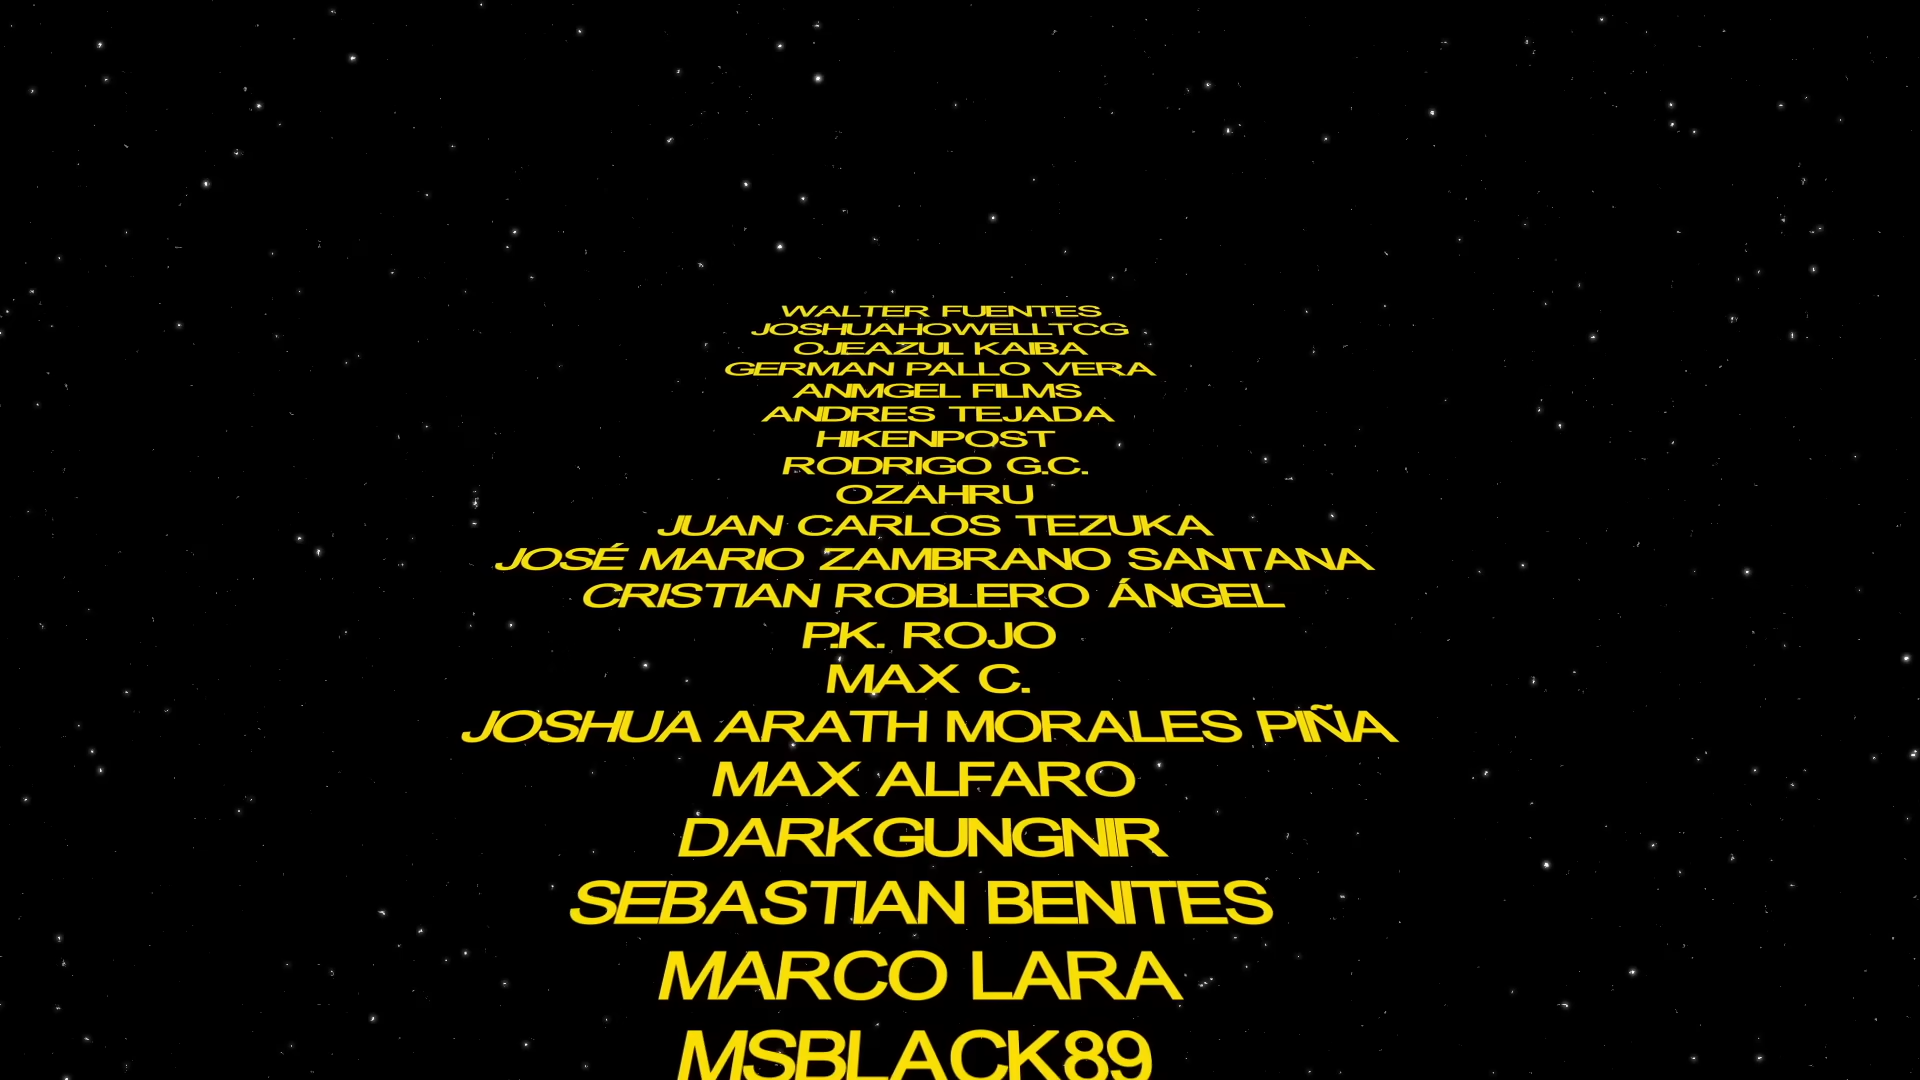 WALTER FUENTES
JOSHUAHOWELLTCG
OJEAZUL KAIBA
GERMAN PALLO VERA
ANMGEL FILMS
ANDRES TEJADA
HIKENPOST
RODRIGO G.C.
OZAHRU
JUAN CARLOS TEZUKA
JOSÉ MARIO ZAMBRANO SANTANA
CRISTIAN ROBLERO ÁNGEL
P.K. ROJO
MAX C.
JOSHUA ARATH MORALES PIÑA
MAX ALFARO
DARKGUNGNIR
SEBASTIAN BENITES
MARCO LARA
MSBLACK89